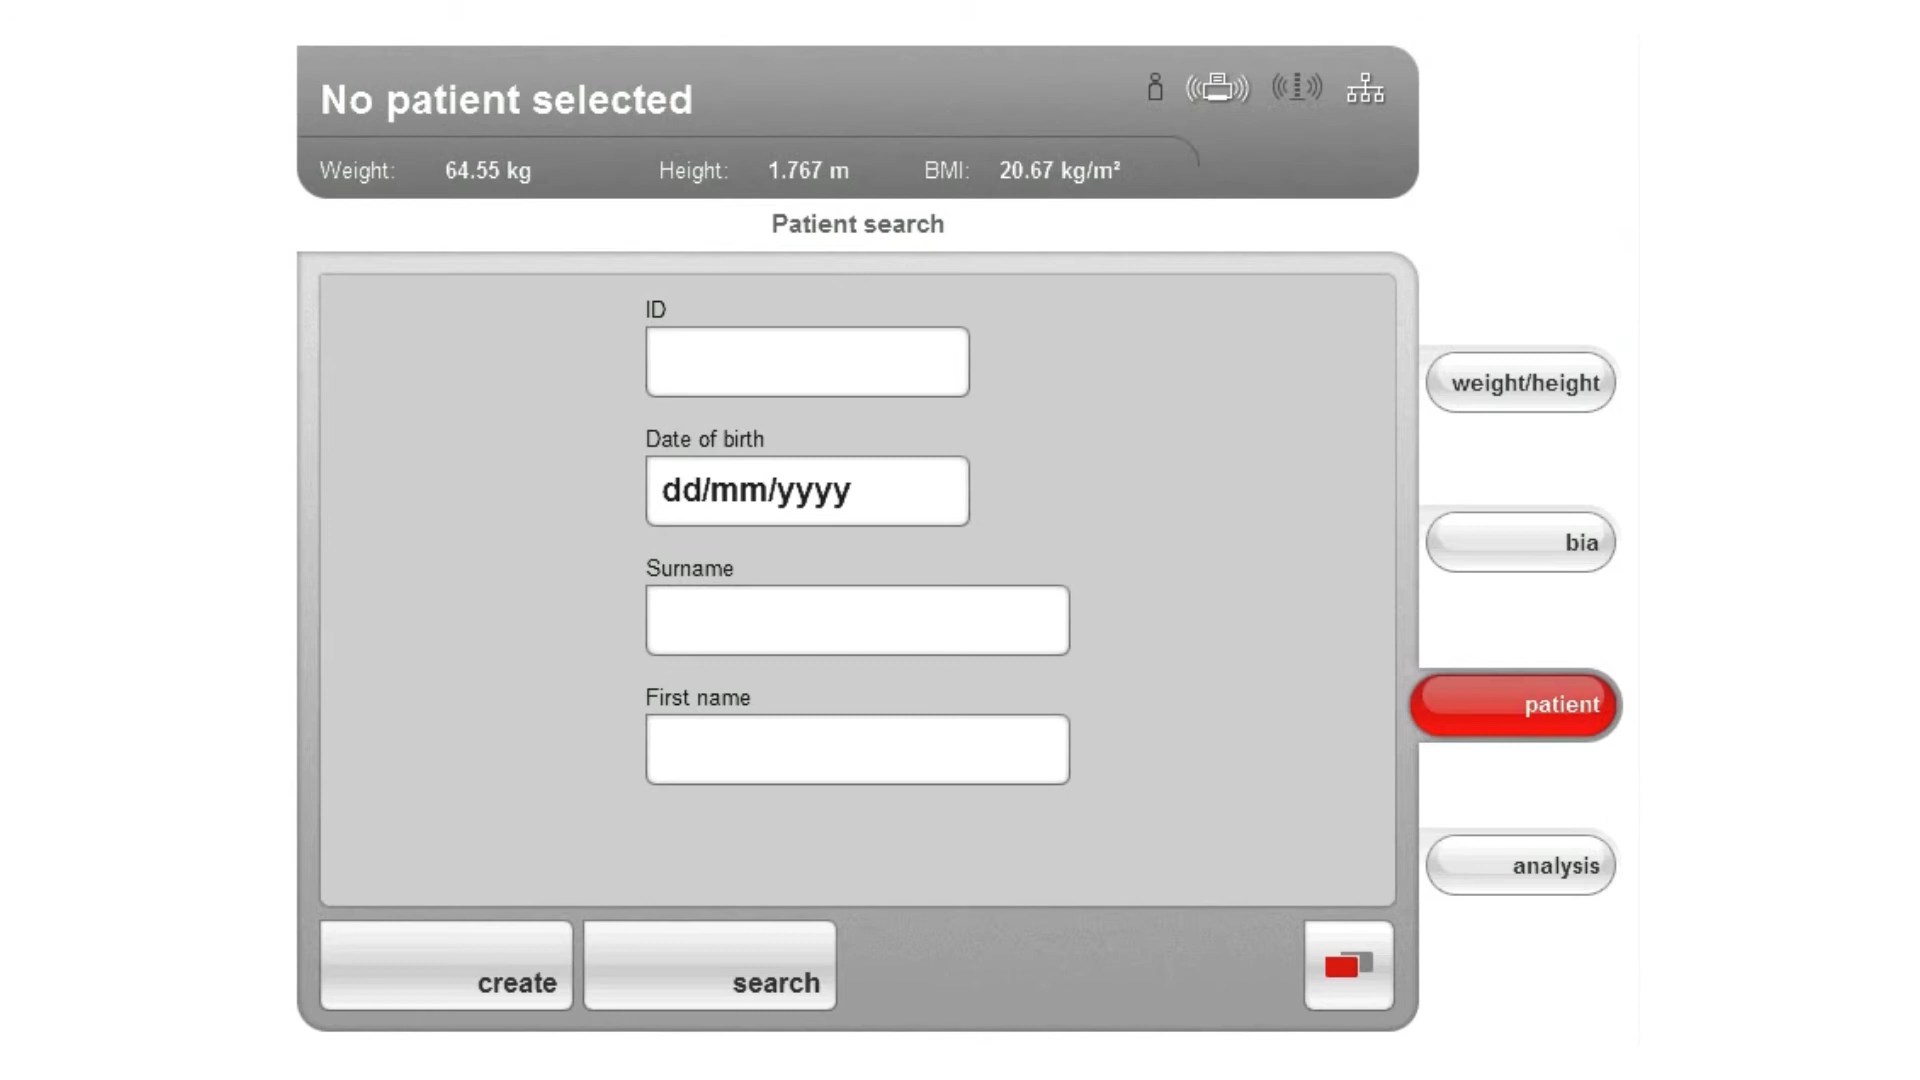 No patient selected
Weight: 64.55 kg Height: 1.767 m BMI: 20.67 kg/m²
Patient search
ID
Date of birth
dd/mm/yyyy
Surname
First name
weight/height
bia
patient
analysis
create search